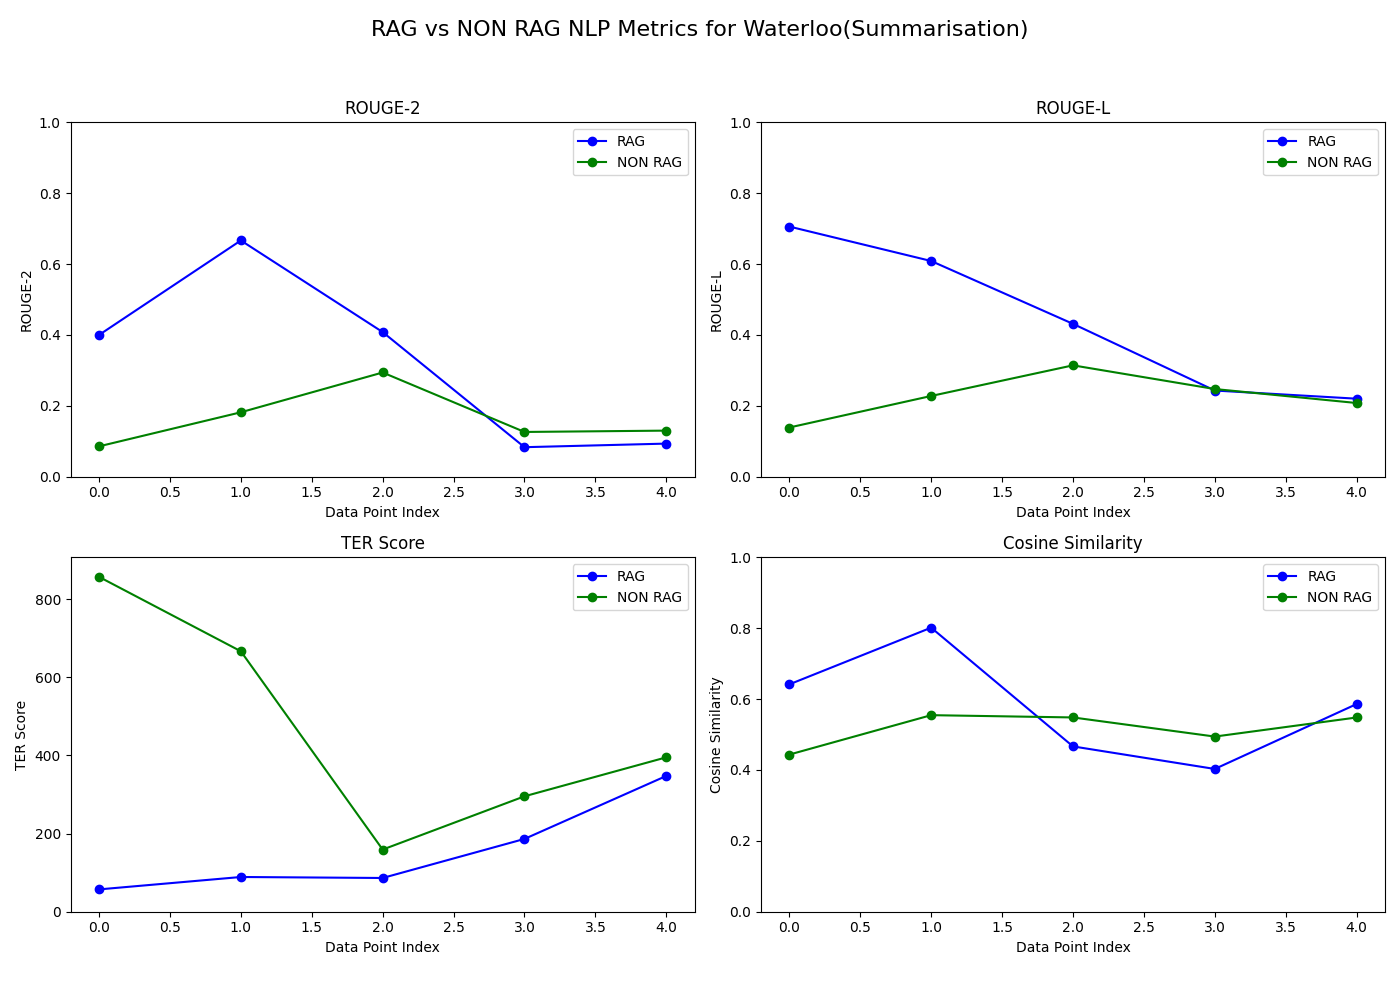 RAG vs NON RAG NLP Metrics for Waterloo(Summarisation)
ROUGE-2
1.0
0.8
0.6
0.4
0.2
0.0
ROUGE-2
RAG
NON RAG
0.0 0.5 1.0 1.5 2.0 2.5 3.0 3.5 4.0
Data Point Index
ROUGE-L
1.0
0.8
0.6
0.4
0.2
0.0
ROUGE-L
RAG
NON RAG
0.0 0.5 1.0 1.5 2.0 2.5 3.0 3.5 4.0
Data Point Index
TER Score
800
600
400
200
0
TER Score
RAG
NON RAG
0.0 0.5 1.0 1.5 2.0 2.5 3.0 3.5 4.0
Data Point Index
Cosine Similarity
1.0
0.8
0.6
0.4
0.2
0.0
Cosine Similarity
RAG
NON RAG
0.0 0.5 1.0 1.5 2.0 2.5 3.0 3.5 4.0
Data Point Index